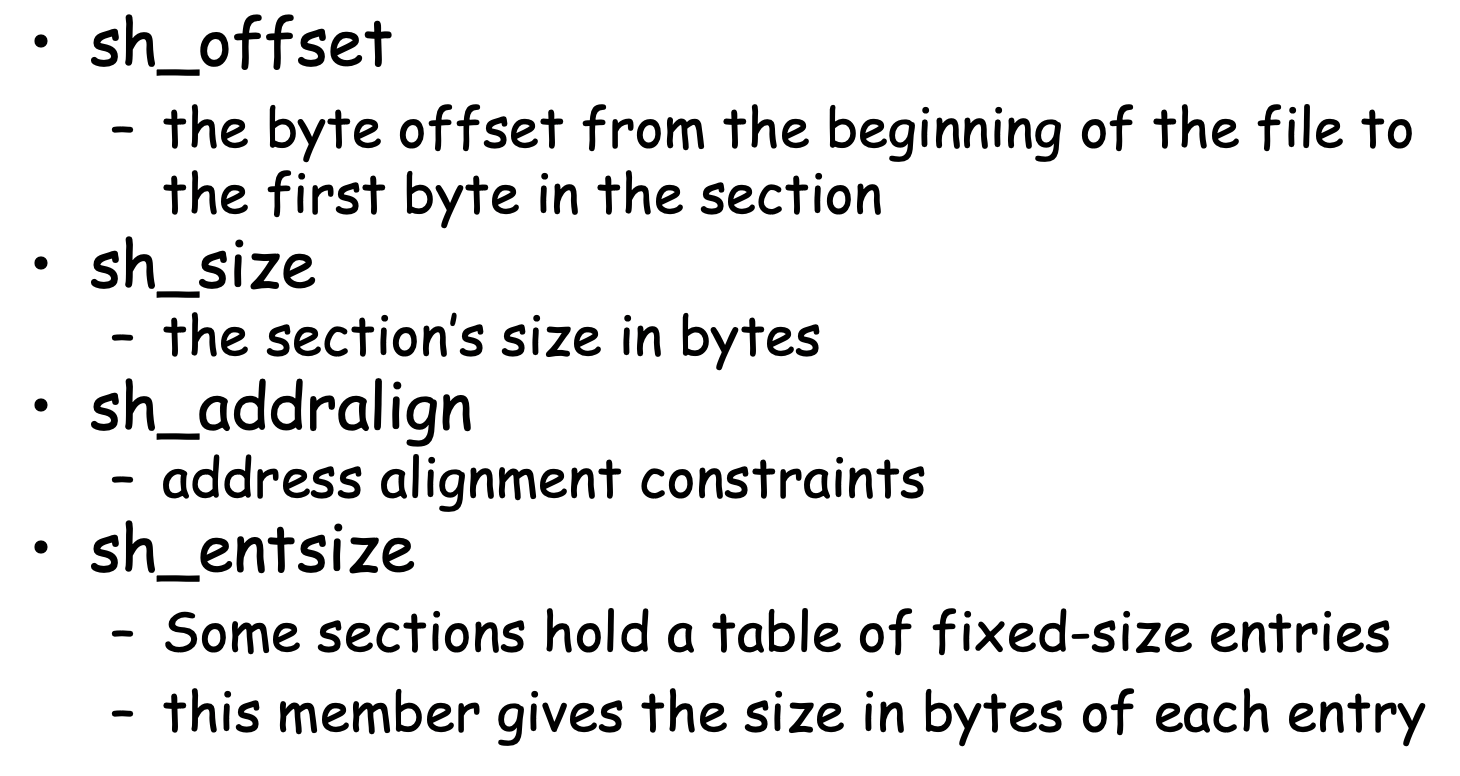 • sh_offset
– the byte offset from the beginning of the file to
the first byte in the section
• sh_size
– the section’s size in bytes
• sh_addralign
– address alignment constraints
• sh_entsize
– Some sections hold a table of fixed-size entries
– this member gives the size in bytes of each entry